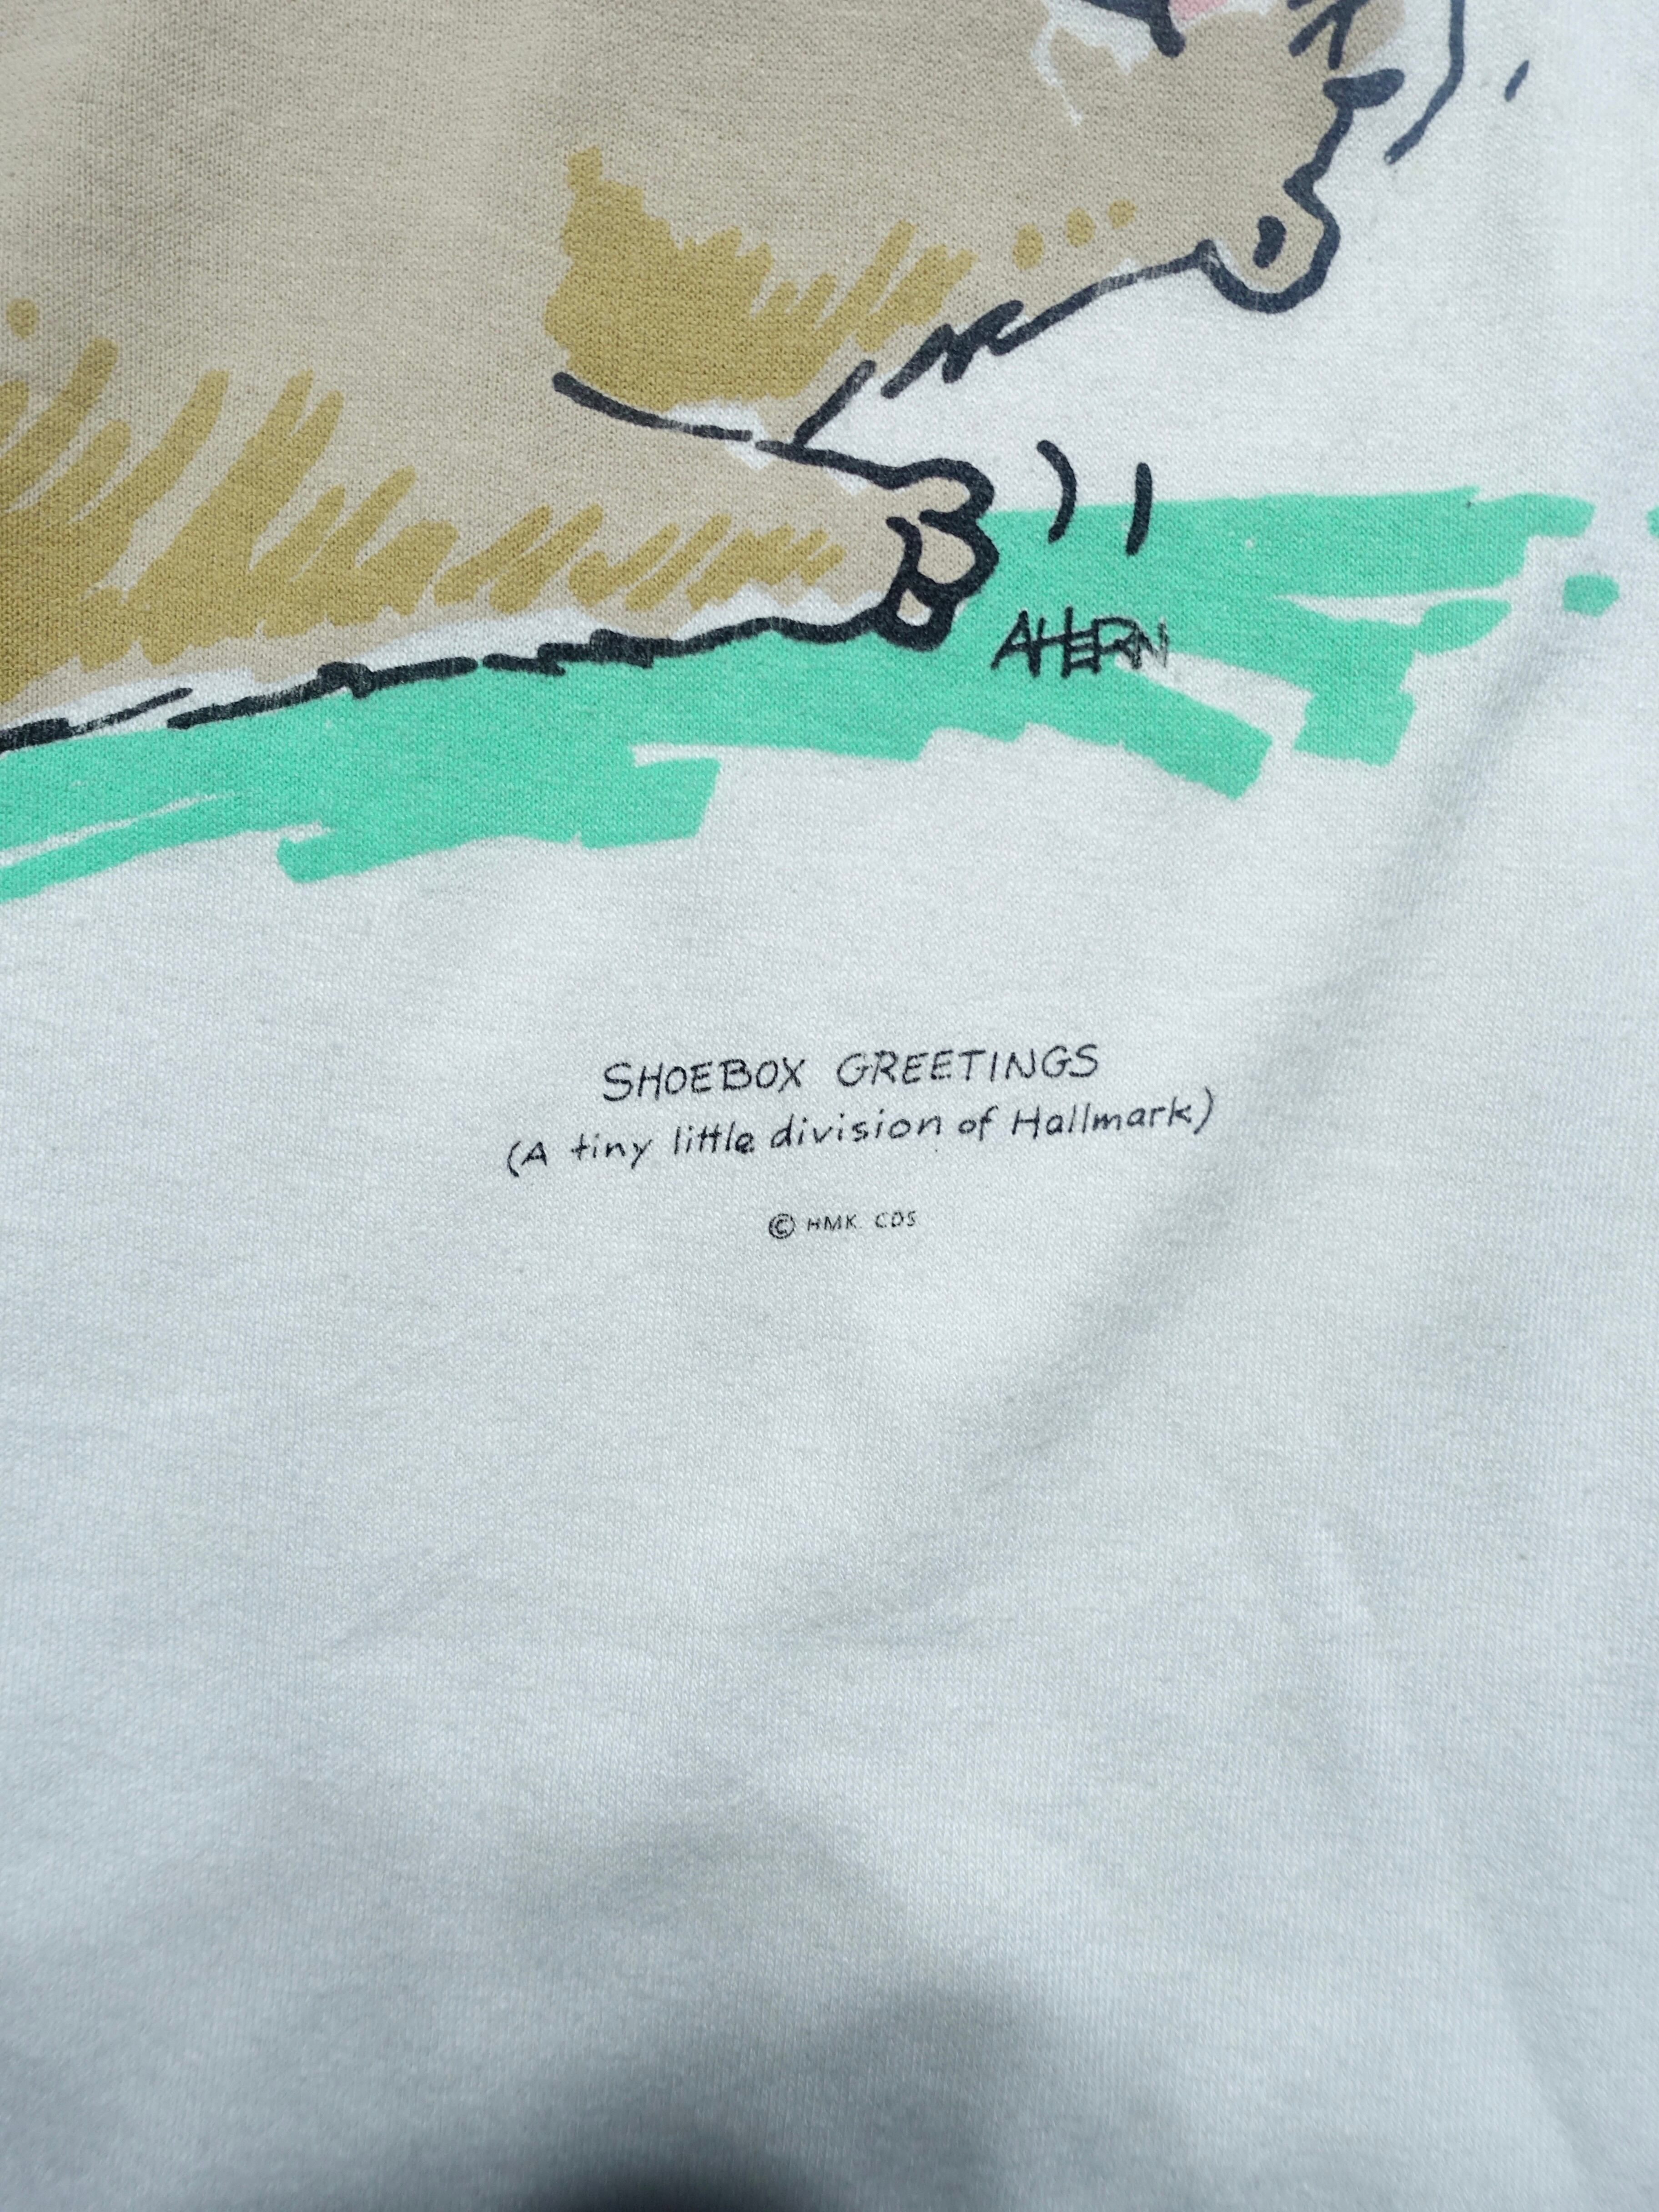 AHERN
SHOEBOX GREETINGS
(A tiny little division of Hallmark)
© HMK. CDS